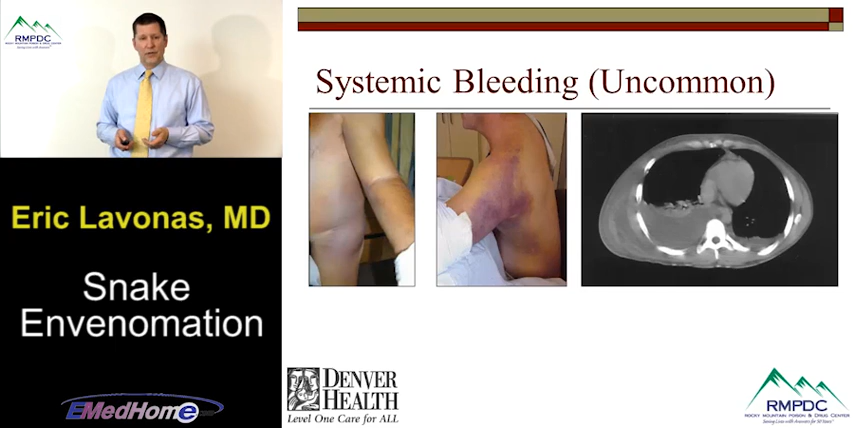 RMPDC
ROCKY MOUNTAIN POISON & DRUG CENTER
Saving Lives with Answers
Systemic Bleeding (Uncommon)
Eric Lavonas, MD
Snake
Envenomation
EMedHome.com
DENVER
HEALTH
Level One Care for ALL
RMPDC
ROCKY MOUNTAIN POISON & DRUG CENTER
Saving Lives with Answers for 50 Years